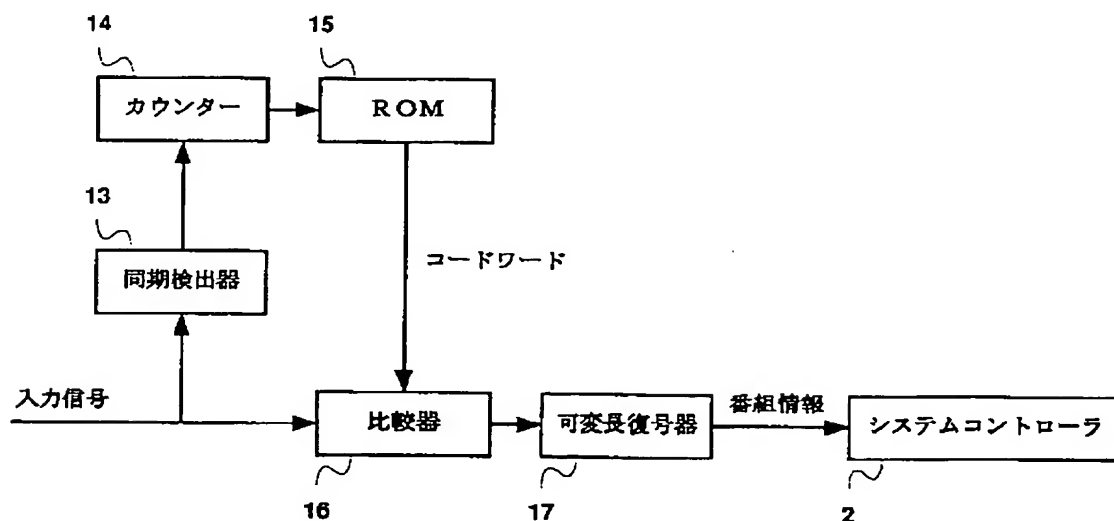 14
15
カウンター
ROM
13
同期検出器
コードワード
入力信号
比較器
可変長復号器
番組情報
システムコントローラ
16
17
2